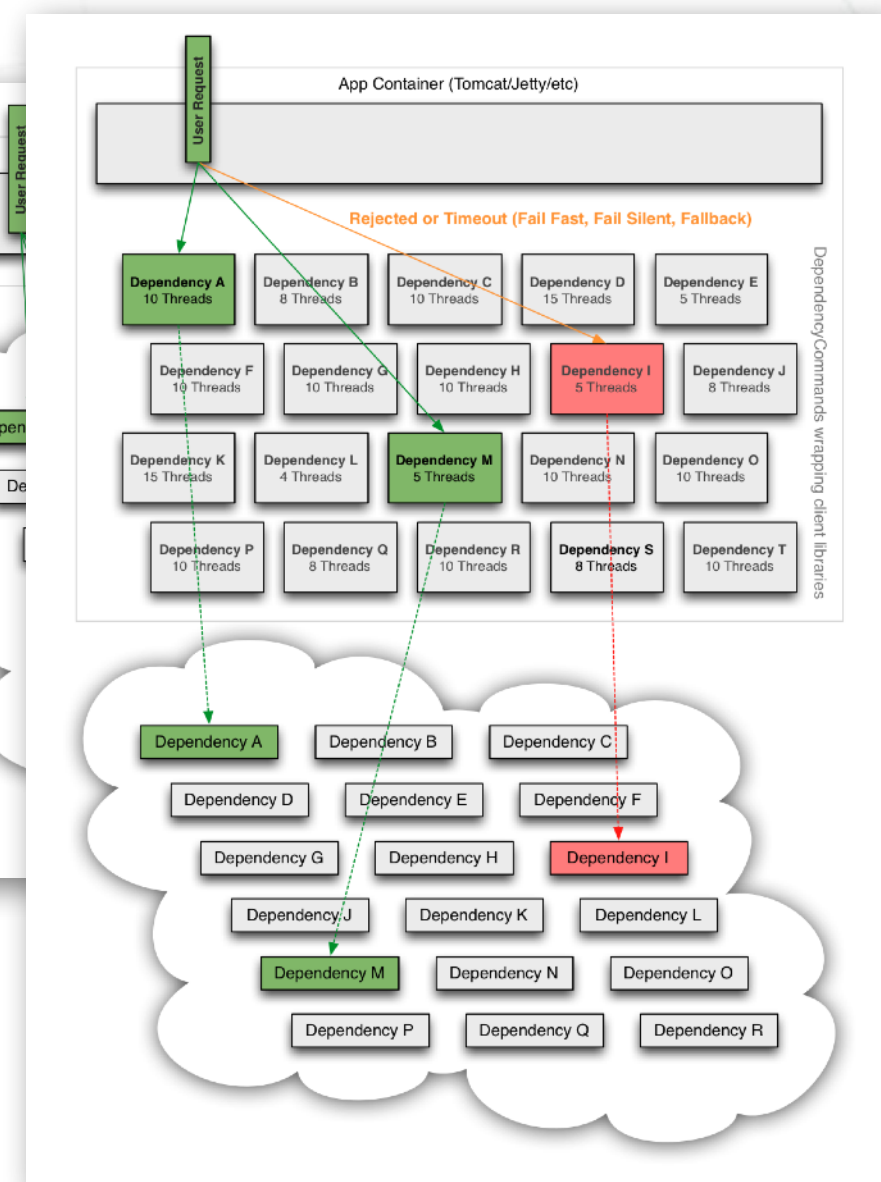 App Container (Tomcat/Jetty/etc)
User Request
User Request
Rejected or Timeout (Fail Fast, Fail Silent, Fallback)
Dependency A
10 Threads
Dependency B
8 Threads
Dependency C
10 Threads
Dependency D
15 Threads
Dependency E
5 Threads
Dependency F
10 Threads
Dependency G
10 Threads
Dependency H
10 Threads
Dependency I
5 Threads
Dependency J
8 Threads
Dependency K
15 Threads
Dependency L
4 Threads
Dependency M
5 Threads
Dependency N
10 Threads
Dependency O
10 Threads
Dependency P
10 Threads
Dependency Q
8 Threads
Dependency R
10 Threads
Dependency S
8 Threads
Dependency T
10 Threads
DependencyCommands wrapping client libraries
Dependency A
Dependency B
Dependency C
Dependency D
Dependency E
Dependency F
Dependency G
Dependency H
Dependency I
Dependency J
Dependency K
Dependency L
Dependency M
Dependency N
Dependency O
Dependency P
Dependency Q
Dependency R